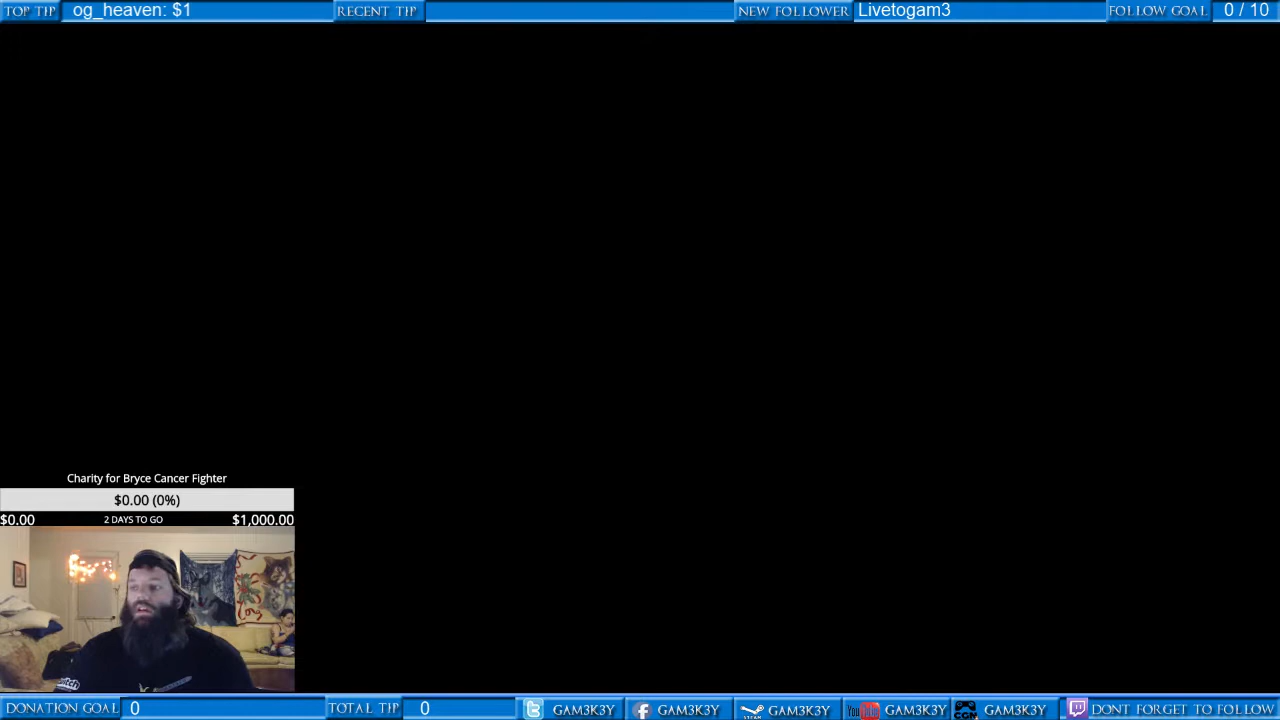 TOP TIP og_heaven: $1 RECENT TIP NEW FOLLOWER Livetogam3 FOLLOW GOAL 0 / 10
Charity for Bryce Cancer Fighter
$0.00 (0%)
$0.00 2 DAYS TO GO $1,000.00
DONATION GOAL 0 TOTAL TIP 0 GAM3K3Y GAM3K3Y STEAM GAM3K3Y YouTube GAM3K3Y GAM3K3Y DONT FORGET TO FOLLOW